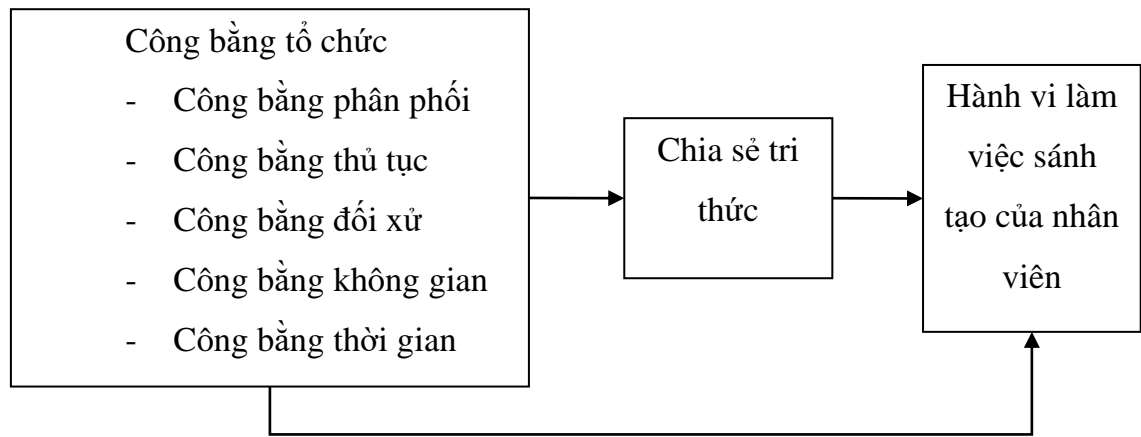 Công bằng tổ chức
- Công bằng phân phối
- Công bằng thủ tục
- Công bằng đối xử
- Công bằng không gian
- Công bằng thời gian
Chia sẻ tri
thức
Hành vi làm
việc sánh
tạo của nhân
viên